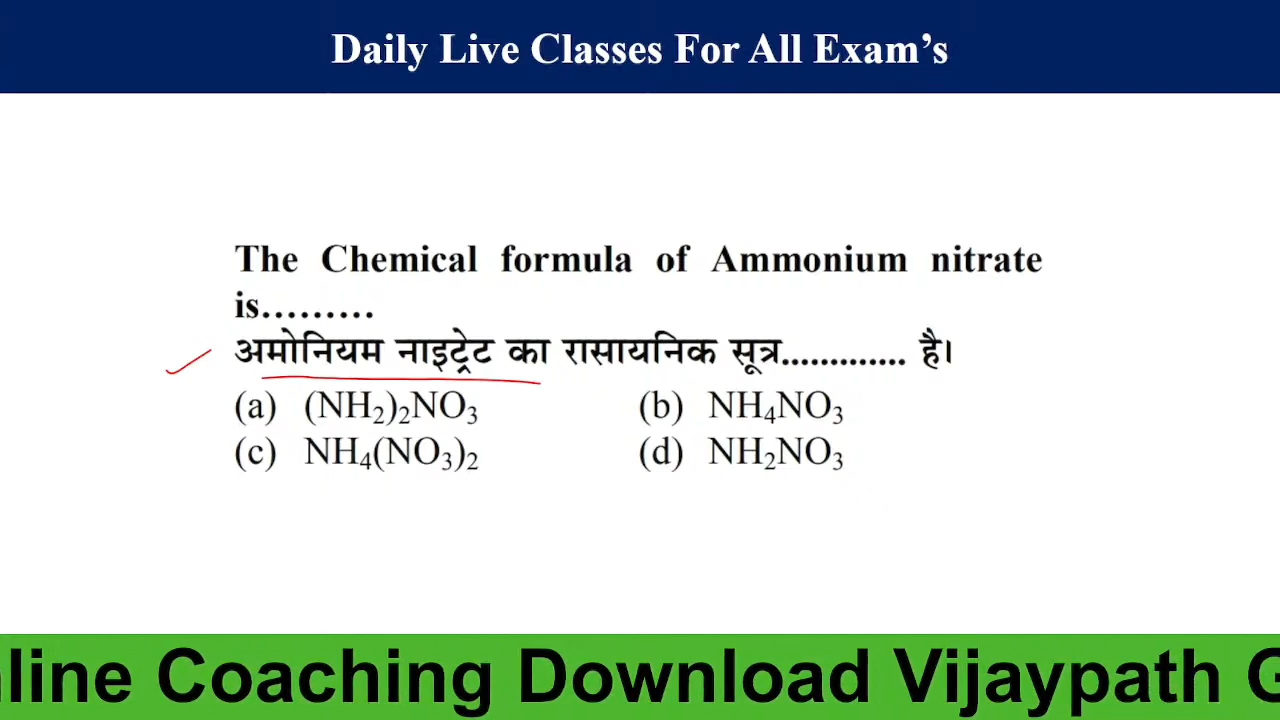 Daily Live Classes For All Exam’s
The Chemical formula of Ammonium nitrate
is.........
अमोनियम नाइट्रेट का रासायनिक सूत्र............. है।
(a) (NH₂)₂NO₃ (b) NH₄NO₃
(c) NH₄(NO₃)₂ (d) NH₂NO₃
Coaching Download Vijaypath